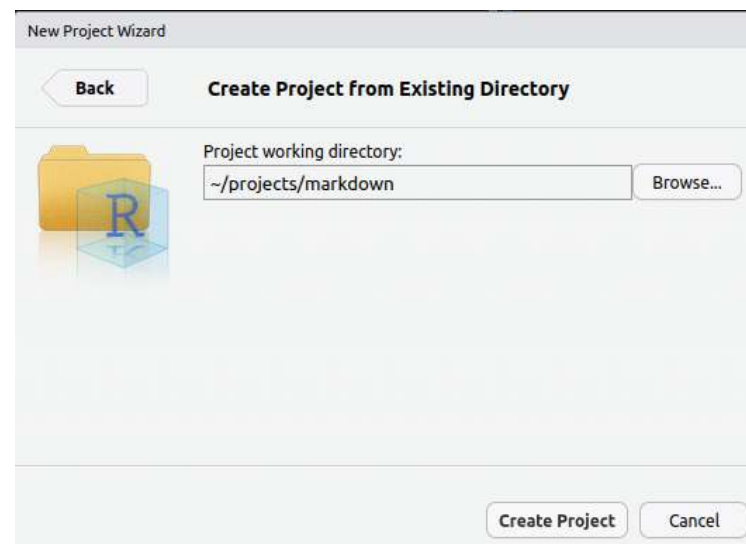 New Project Wizard
Back
Create Project from Existing Directory
Project working directory:
~/projects/markdown
Browse...
R
Create Project
Cancel